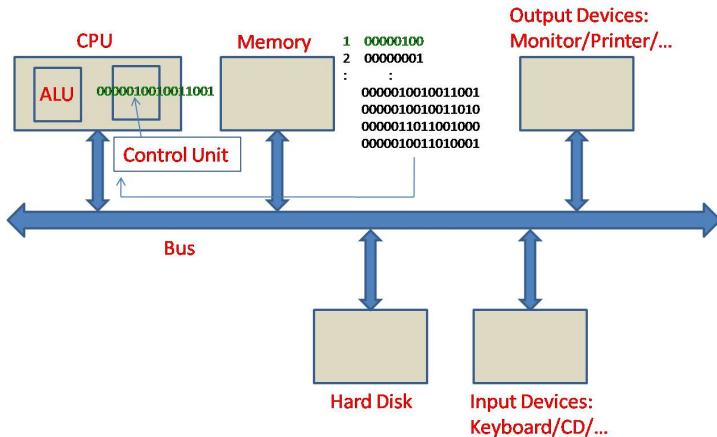 CPU
ALU
0000010010011001
Control Unit
Memory
1 00000100
2 00000001
: :
0000010010011001
0000010010011010
0000011011001000
0000010011010001
Output Devices:
Monitor/Printer/...
Bus
Hard Disk
Input Devices:
Keyboard/CD/...